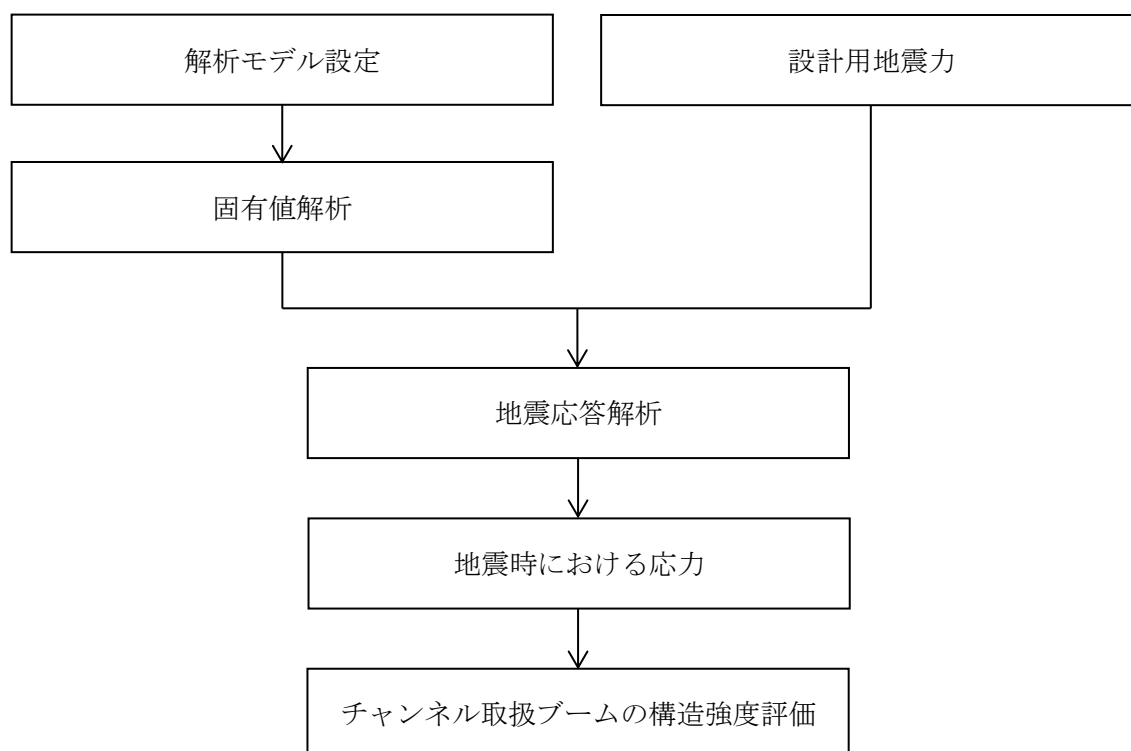 解析モデル設定
設計用地震力
固有値解析
地震応答解析
地震時における応力
チャンネル取扱ブームの構造強度評価